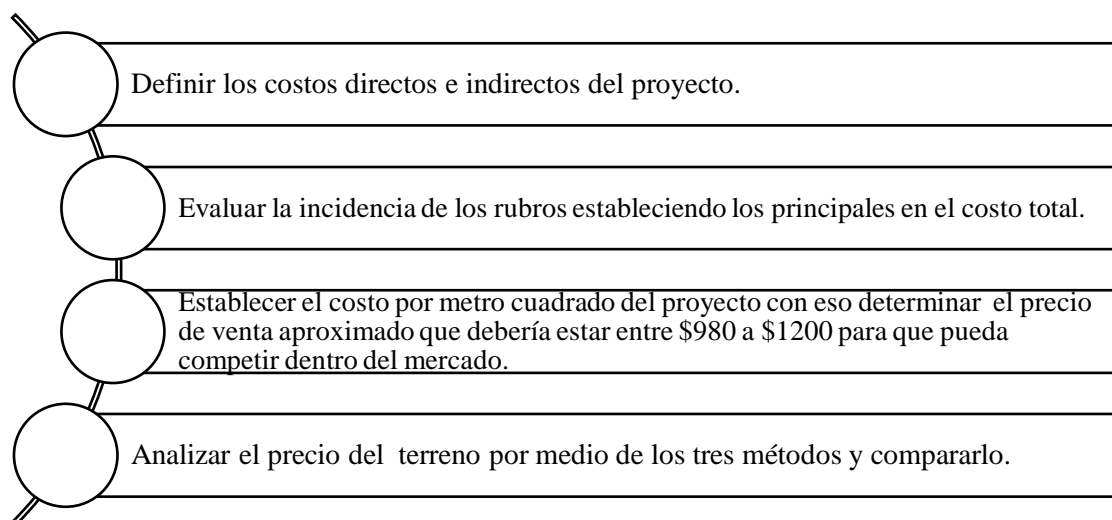 Definir los costos directos e indirectos del proyecto.
Evaluar la incidencia de los rubros estableciendo los principales en el costo total.
Establecer el costo por metro cuadrado del proyecto con eso determinar el precio
de venta aproximado que debería estar entre $980 a $1200 para que pueda
competir dentro del mercado.
Analizar el precio del terreno por medio de los tres métodos y compararlo.